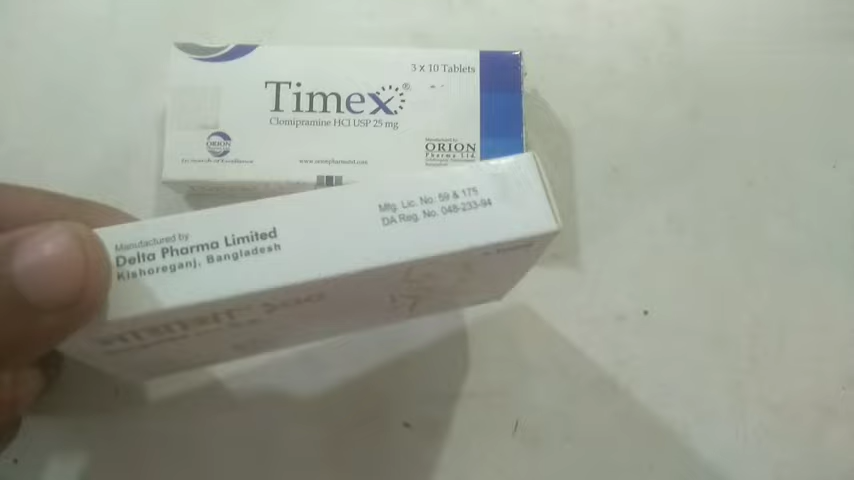 3 x 10 Tablets
Timex®
Clomipramine HCl USP 25 mg
Manufactured by
ORION
Pharma Ltd.
ORION
www.orionpharmabd.com
Mfg. Lic. No. 59 & 175
DA Reg. No. 048-233-94
Manufactured by
Delta Pharma Limited
Kishoreganj, Bangladesh